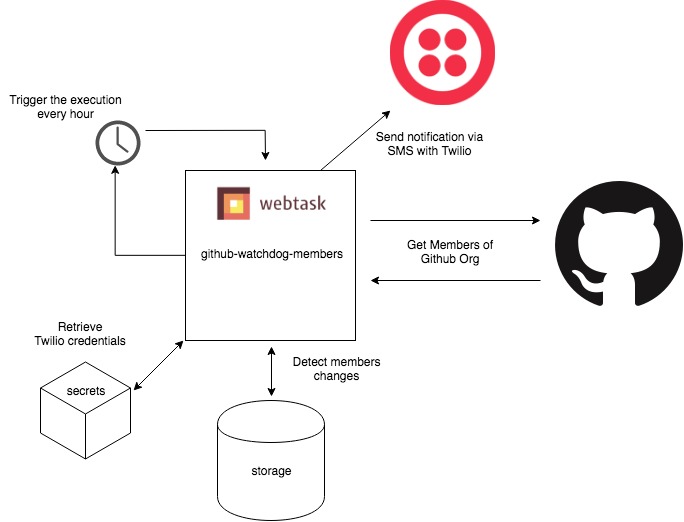 Trigger the execution
every hour
Send notification via
SMS with Twilio
webtask
github-watchdog-members
Get Members of
Github Org
Retrieve
Twilio credentials
Detect members
changes
secrets
storage